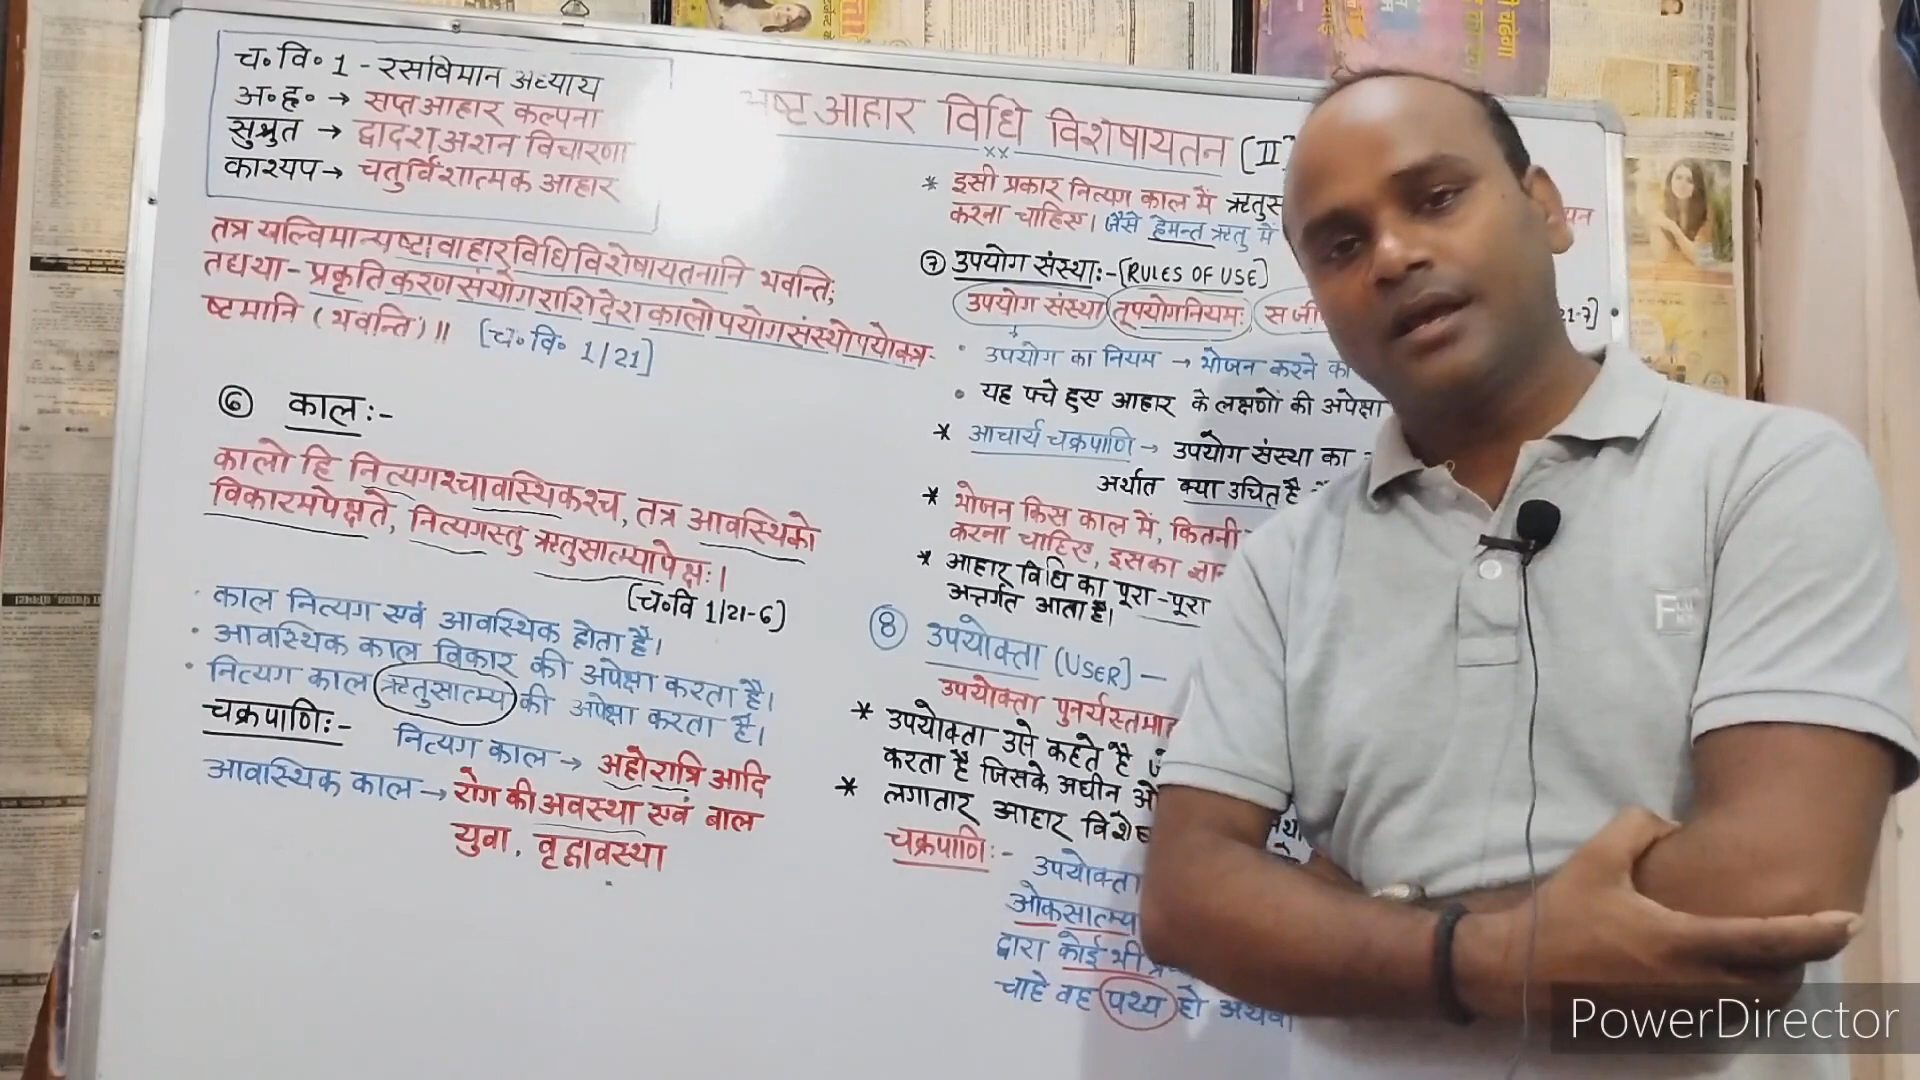 च॰वि॰1 - रसविमान अध्याय
अ॰हृ॰ → सप्त आहार कल्पना
सुश्रुत → द्वादश अशन विचारणा
काश्यप → चतुर्विंशात्मक आहार
तत्र खल्विमान्यष्टावाहारविधिविशेषायतनानि भवन्ति;
तद्यथा - प्रकृतिकरणसंयोगराशिदेशकालोपयोगसंस्थोपयोक्त्र-
ष्टमानि (भवन्ति)॥ [च॰वि॰ 1/21]
⑥ काल:-
कालो हि नित्यगश्चावस्थिकश्च, तत्र आवस्थिको
विकारमपेक्षते, नित्यगस्तु ऋतुसात्म्यापेक्षः।
[च॰वि 1/21-6]
काल नित्यग एवं आवस्थिक होता है।
आवस्थिक काल विकार की अपेक्षा करता है।
नित्यग काल ऋतुसात्म्य की अपेक्षा करता है।
चक्रपाणि:-
नित्यग काल → अहोरात्रि आदि
आवास्थिक काल → रोग की अवस्था एवं बाल
युवा, वृद्धावस्था
अष्ट आहार विधि विशेषायतन [II]
* इसी प्रकार नित्यग काल में
करना चाहिए। जैसे हेमन्त ऋतु में
⑦ उपयोग संस्था:- [RULES OF USE]
उपयोग संस्था तूपयोगनियमः 21-7]
उपयोग का नियम → भोजन करने का
• यह पचे हुए आहार के लक्षणों की अपेक्षा
* आचार्य चक्रपाणि → उपयोग संस्था का
अर्थात क्या उचित है
* भोजन किस काल में, कितनी
करना चाहिए, इसका
* आहार विधि का पूरा-पूरा
अन्तर्गत आता है।
⑧ उपयोक्ता (USER] —
उपयोक्ता
* उपयोक्ता उसे कहते है
करता है जिसके अधीन
* लगातार आहार
चक्रपाणि:-
उपयोक्ता
ओकसात्म्य
द्वारा कोई भी
चाहे वह पथ्य हो अथवा
PowerDirector